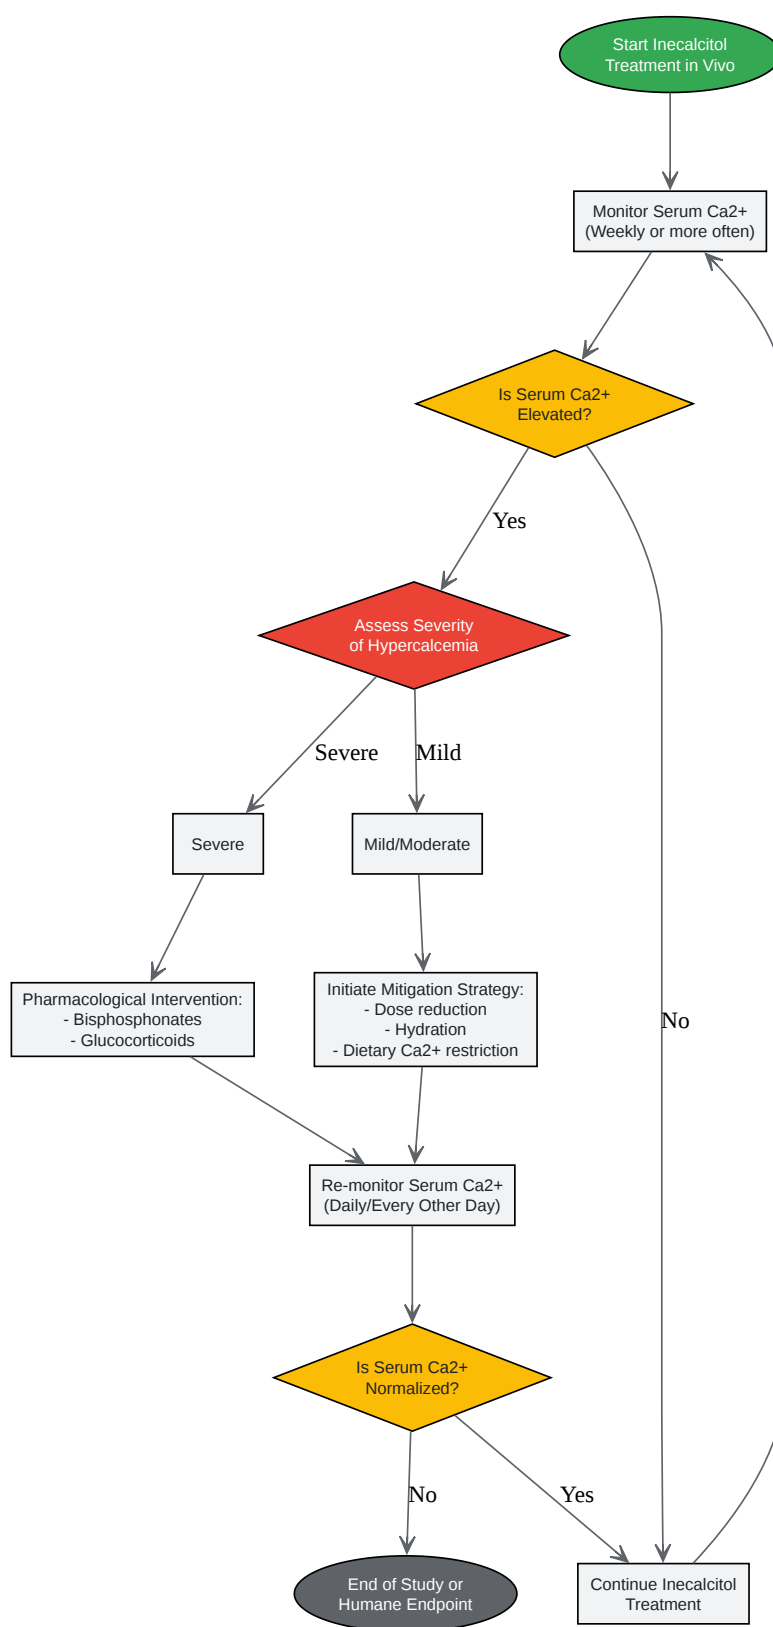 Start Inecalcitol
Treatment in Vivo
Monitor Serum Ca2+
(Weekly or more often)
Is Serum Ca2+
Elevated?
Yes
Assess Severity
of Hypercalcemia
Severe
Mild
Severe
Mild/Moderate
Pharmacological Intervention:
- Bisphosphonates
- Glucocorticoids
Initiate Mitigation Strategy:
- Dose reduction
- Hydration
- Dietary Ca2+ restriction
No
Re-monitor Serum Ca2+
(Daily/Every Other Day)
Is Serum Ca2+
Normalized?
No
Yes
End of Study or
Humane Endpoint
Continue Inecalcitol
Treatment